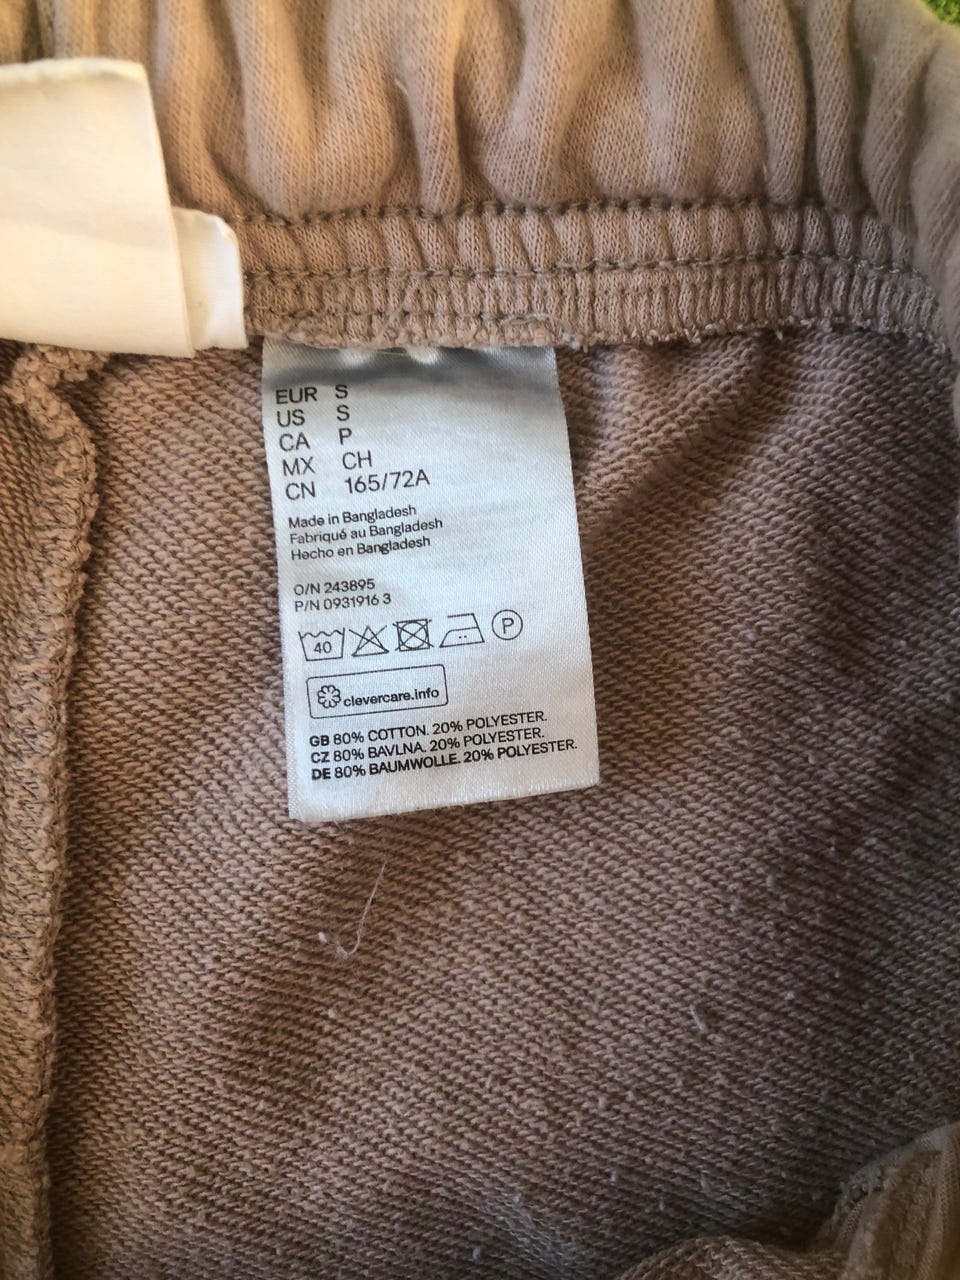 EUR S
US S
CA P
MX CH
CN 165/72A
Made in Bangladesh
Fabriqué au Bangladesh
Hecho en Bangladesh
O/N 243895
P/N 0931916 3
40 P
clevercare.info
GB 80% COTTON. 20% POLYESTER.
CZ 80% BAVLNA. 20% POLYESTER.
DE 80% BAUMWOLLE. 20% POLYESTER.